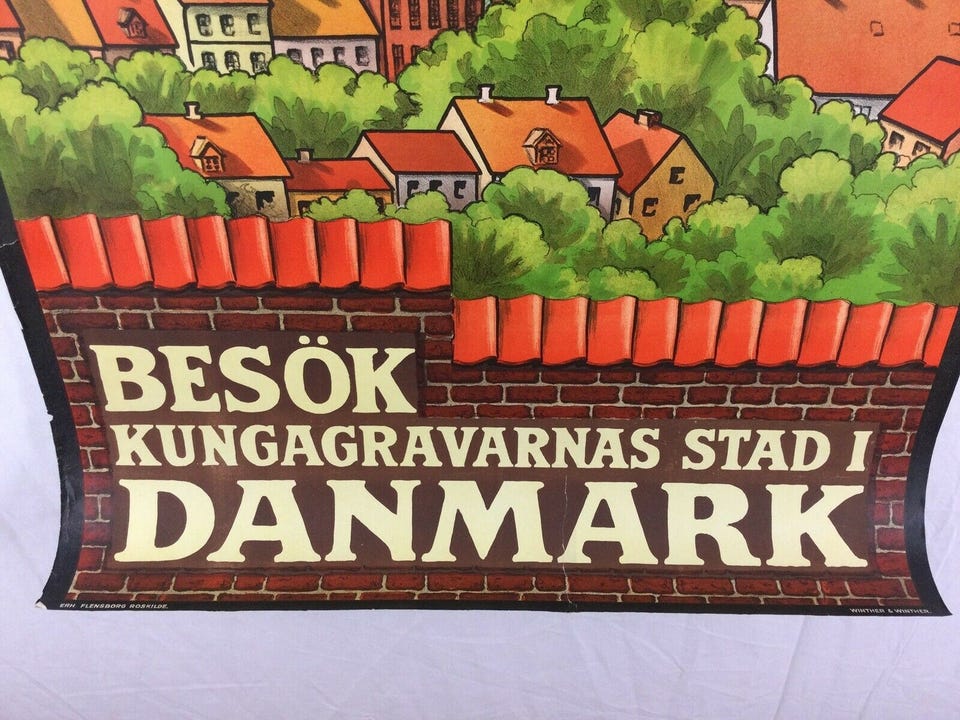 BESÖK
KUNGAGRAVARNAS STAD I
DANMARK
ERH. FLENSBORG ROSKILDE.
WINTHER & WINTHER.